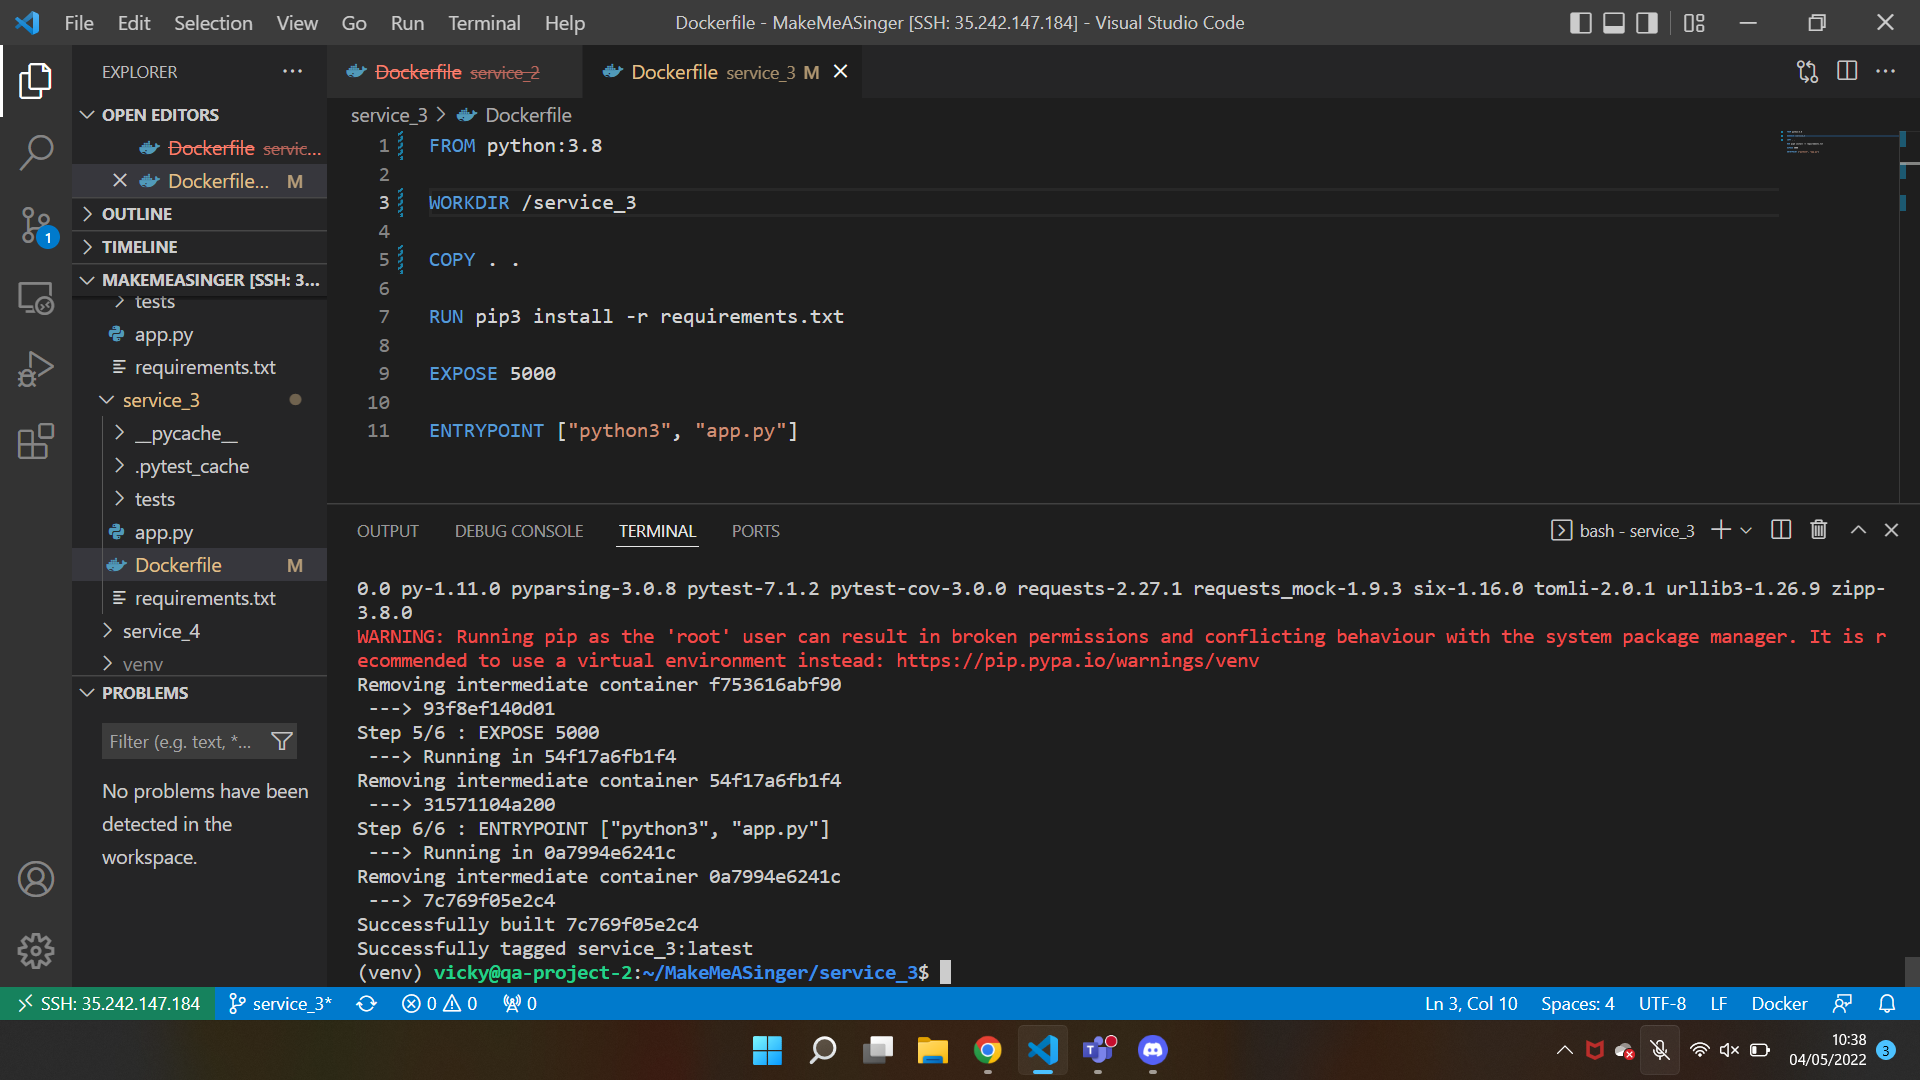 File Edit Selection View Go Run Terminal Help
Dockerfile - MakeMeASinger [SSH: 35.242.147.184] - Visual Studio Code
EXPLORER
OPEN EDITORS
Dockerfile servic...
Dockerfile... M
OUTLINE
TIMELINE
MAKEMEASINGER [SSH: 3...
tests
app.py
requirements.txt
service_3
__pycache__
.pytest_cache
tests
app.py
Dockerfile M
requirements.txt
service_4
venv
PROBLEMS
Filter (e.g. text, *...
No problems have been
detected in the
workspace.
1
Dockerfile service_2
Dockerfile service_3 M
service_3 > Dockerfile
1 FROM python:3.8
2
3 WORKDIR /service_3
4
5 COPY . .
6
7 RUN pip3 install -r requirements.txt
8
9 EXPOSE 5000
10
11 ENTRYPOINT ["python3", "app.py"]
OUTPUT DEBUG CONSOLE TERMINAL PORTS
bash - service_3
0.0 py-1.11.0 pyparsing-3.0.8 pytest-7.1.2 pytest-cov-3.0.0 requests-2.27.1 requests_mock-1.9.3 six-1.16.0 tomli-2.0.1 urllib3-1.26.9 zipp-
3.8.0
WARNING: Running pip as the 'root' user can result in broken permissions and conflicting behaviour with the system package manager. It is r
ecommended to use a virtual environment instead: https://pip.pypa.io/warnings/venv
Removing intermediate container f753616abf90
---> 93f8ef140d01
Step 5/6 : EXPOSE 5000
---> Running in 54f17a6fb1f4
Removing intermediate container 54f17a6fb1f4
---> 31571104a200
Step 6/6 : ENTRYPOINT ["python3", "app.py"]
---> Running in 0a7994e6241c
Removing intermediate container 0a7994e6241c
---> 7c769f05e2c4
Successfully built 7c769f05e2c4
Successfully tagged service_3:latest
(venv) vicky@qa-project-2:~/MakeMeASinger/service_3$
SSH: 35.242.147.184 service_3* 0 0 0
Ln 3, Col 10 Spaces: 4 UTF-8 LF Docker
10:38
04/05/2022
3